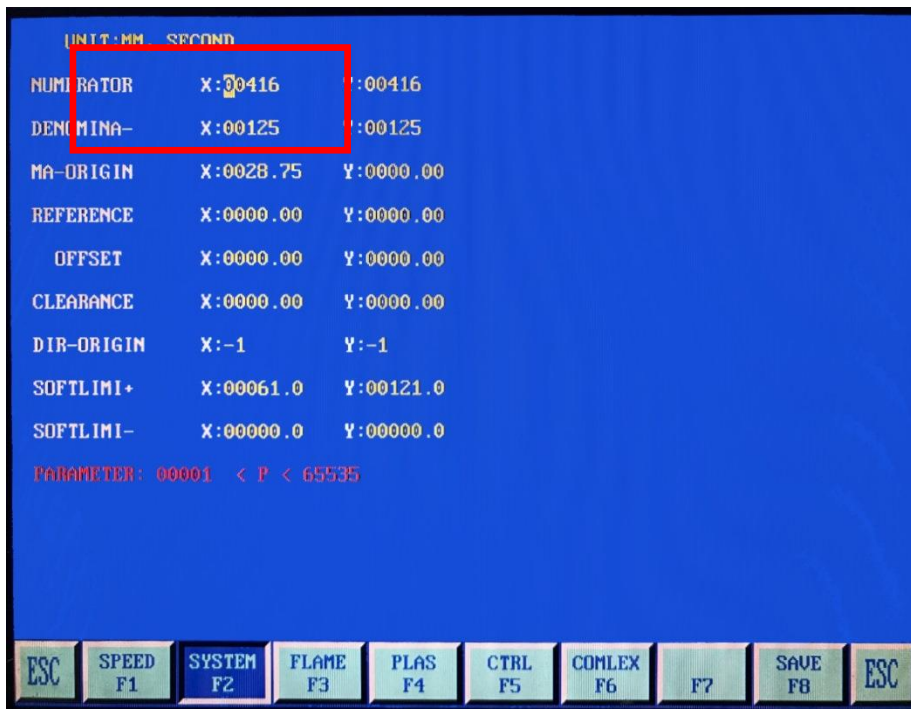 UNIT:MM, SECOND
NUMERATOR X:00416 Y:00416
DENOMINA- X:00125 Y:00125
MA-ORIGIN X:0028.75 Y:0000.00
REFERENCE X:0000.00 Y:0000.00
OFFSET X:0000.00 Y:0000.00
CLEARANCE X:0000.00 Y:0000.00
DIR-ORIGIN X:-1 Y:-1
SOFTLIMI+ X:00061.0 Y:00121.0
SOFTLIMI- X:00000.0 Y:00000.0
PARAMETER: 00001 < P < 65535
ESC SPEED SYSTEM FLAME PLAS CTRL COMLEX SAVE ESC
F1 F2 F3 F4 F5 F6 F7 F8